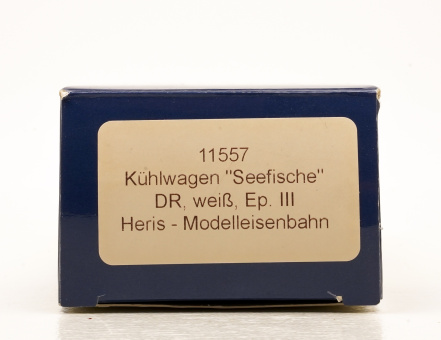 11557
Kühlwagen "Seefische"
DR, weiß, Ep. III
Heris - Modelleisenbahn